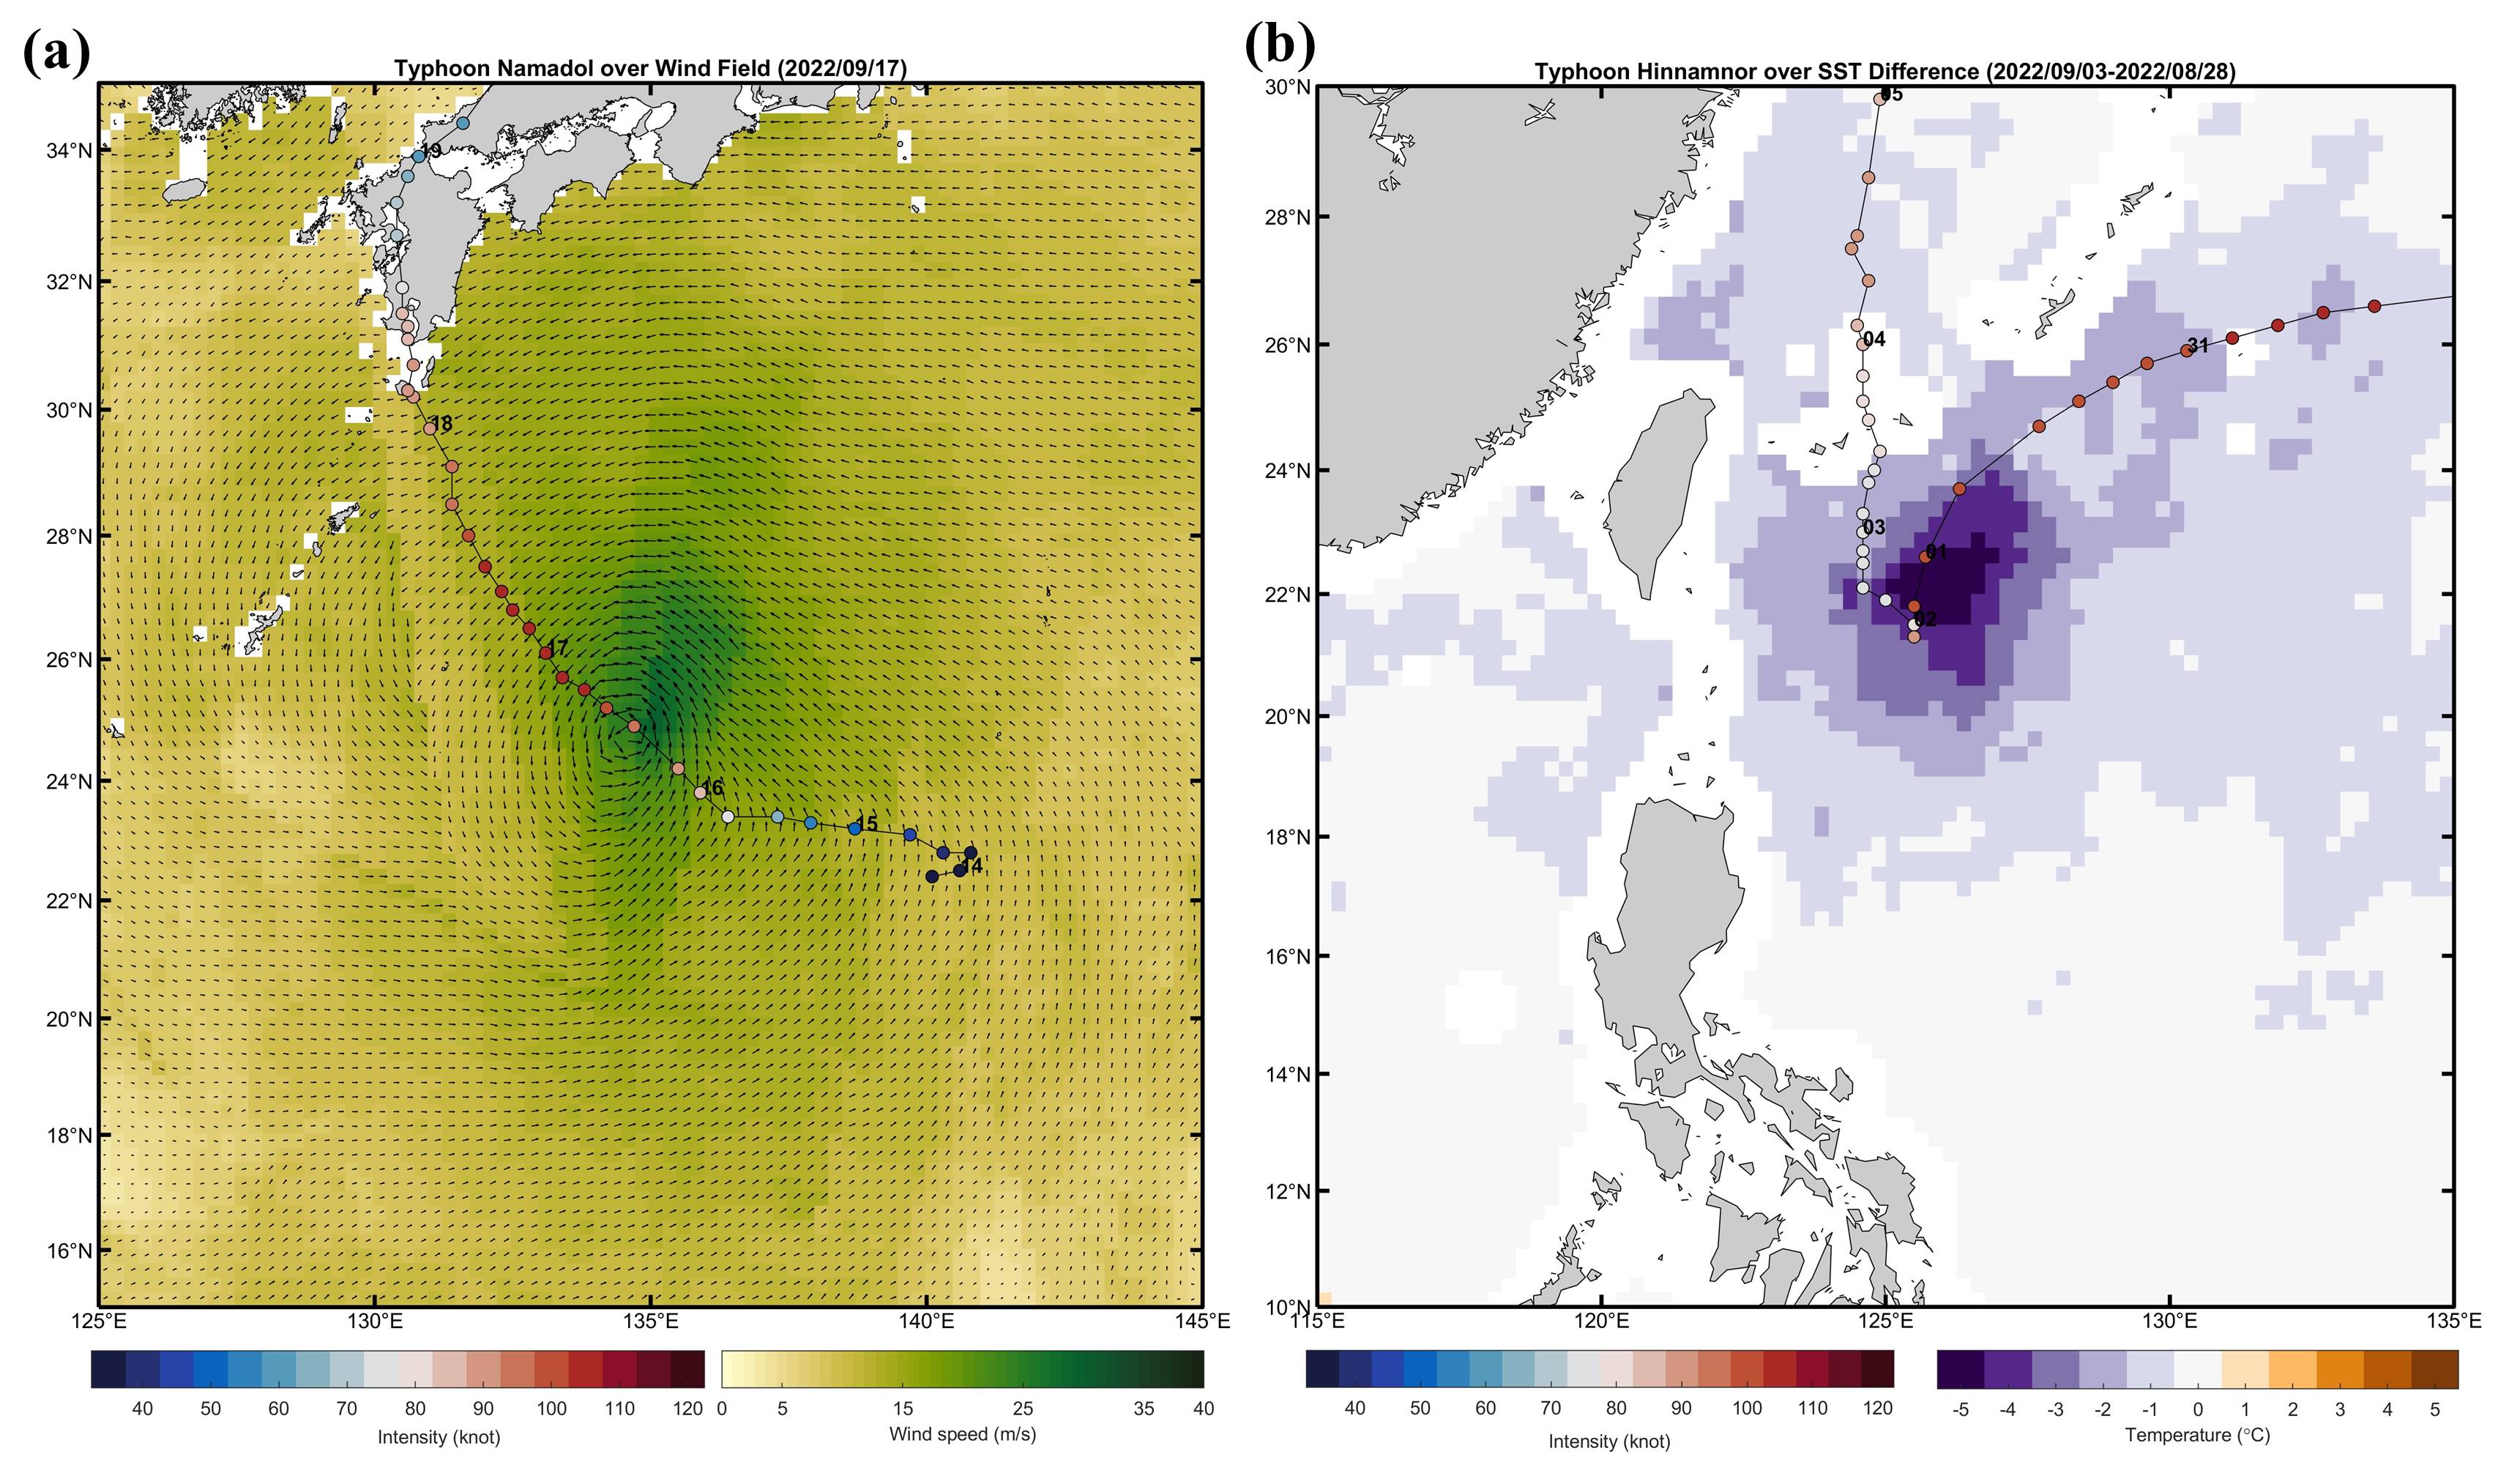 (a)
Typhoon Namadol over Wind Field (2022/09/17)
34°N
32°N
30°N
28°N
26°N
24°N
22°N
20°N
18°N
16°N
19
18
17
16
15
14
125°E 130°E 135°E 140°E 145°E
40 50 60 70 80 90 100 110 120
Intensity (knot)
0 5 15 25 35 40
Wind speed (m/s)
(b)
Typhoon Hinnamnor over SST Difference (2022/09/03-2022/08/28)
30°N
28°N
26°N
24°N
22°N
20°N
18°N
16°N
14°N
12°N
10°N
05
04
31
03
01
02
115°E 120°E 125°E 130°E 135°E
40 50 60 70 80 90 100 110 120
Intensity (knot)
-5 -4 -3 -2 -1 0 1 2 3 4 5
Temperature (°C)